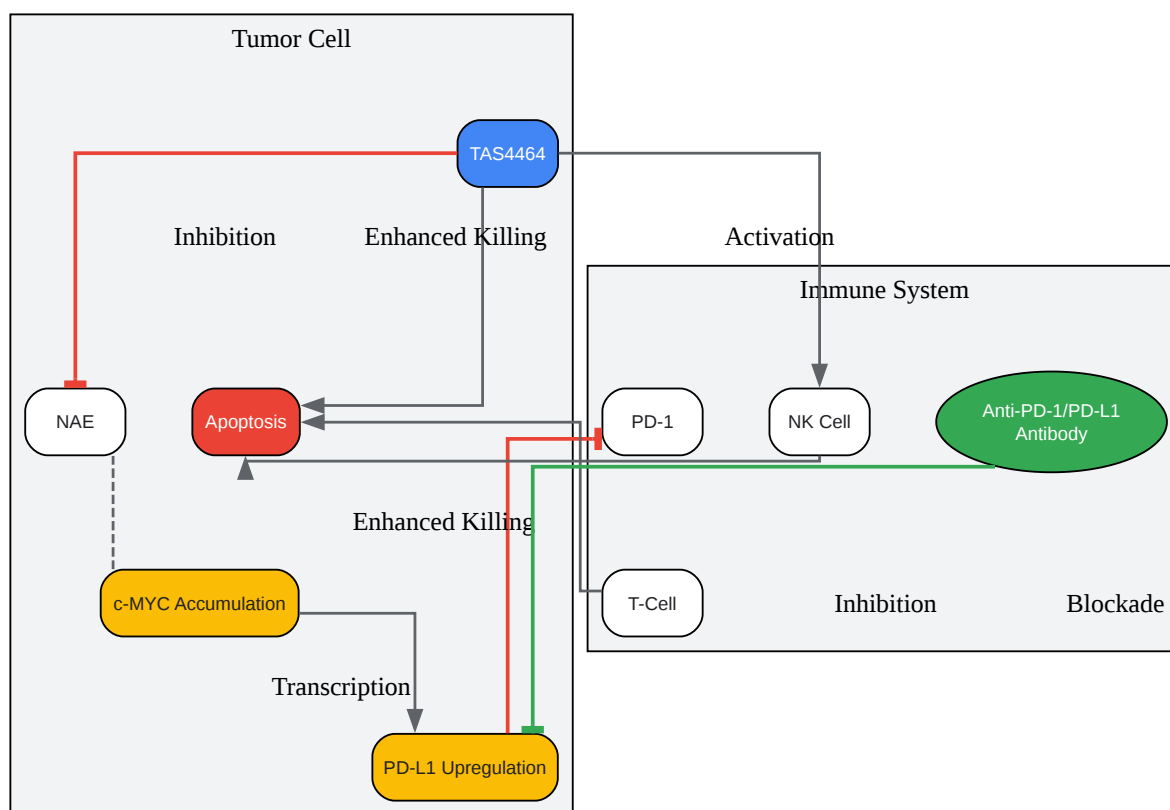 Tumor Cell
TAS4464
Inhibition
Enhanced Killing
Activation
Immune System
NAE
Apoptosis
PD-1
NK Cell
Anti-PD-1/PD-L1
Antibody
Enhanced Killing
c-MYC Accumulation
T-Cell
Inhibition
Blockade
Transcription
PD-L1 Upregulation